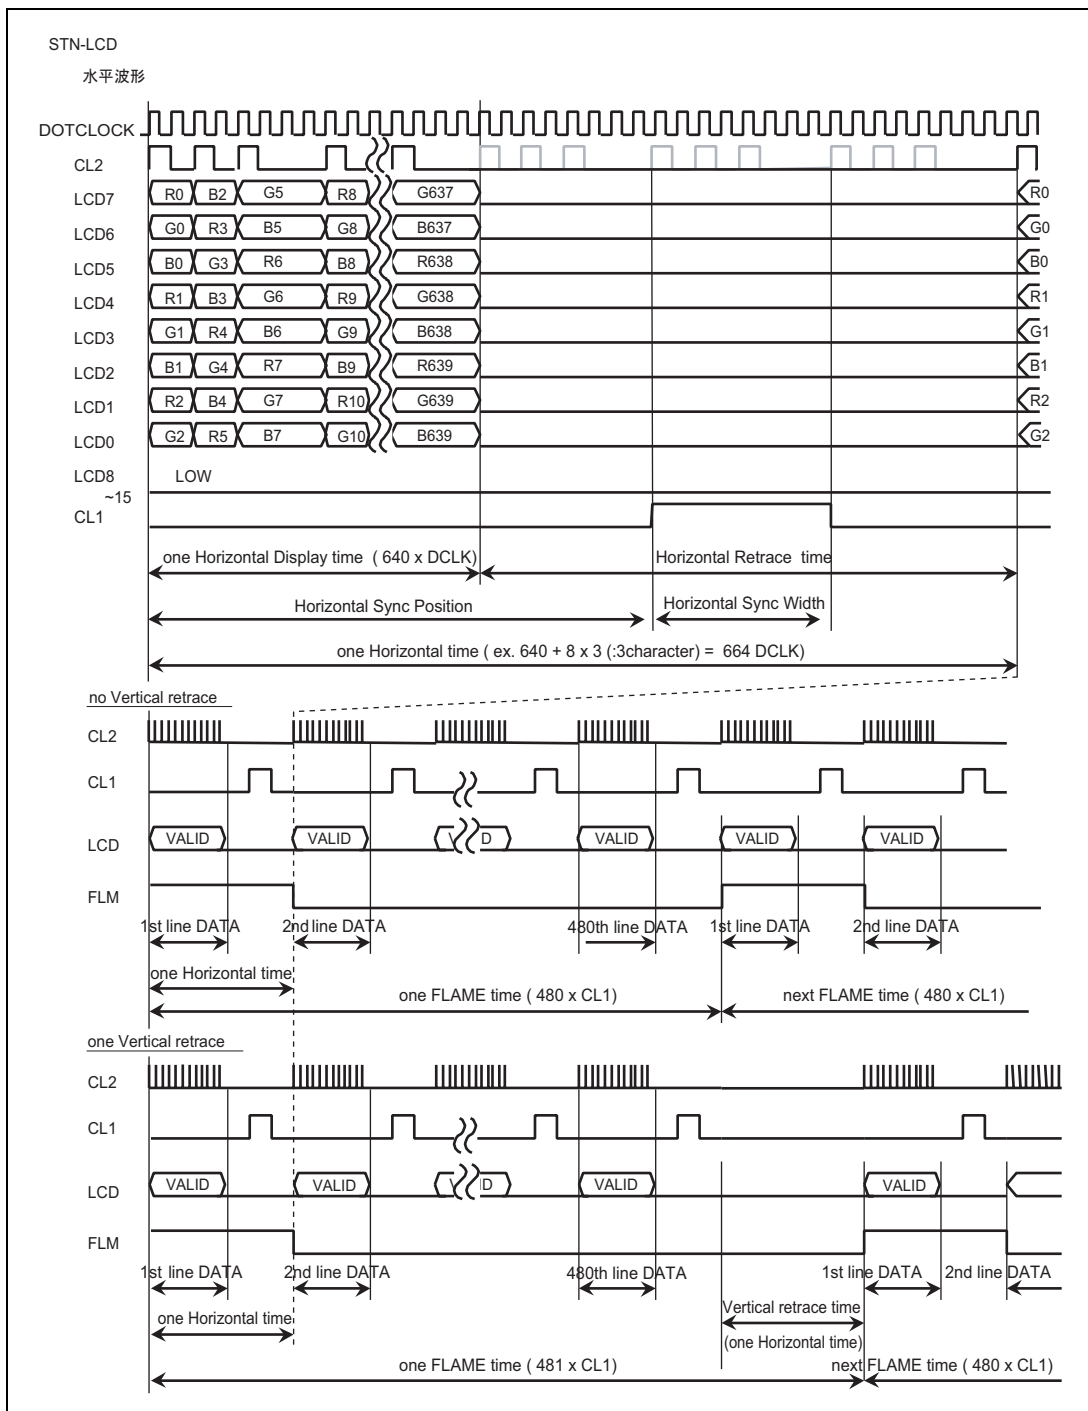 STN-LCD
水平波形
DOTCLOCK
CL2
LCD7 R0 B2 G5 R8 G637 R0
LCD6 G0 R3 B5 G8 B637 G0
LCD5 B0 G3 R6 B8 R638 B0
LCD4 R1 B3 G6 R9 G638 R1
LCD3 G1 R4 B6 G9 B638 G1
LCD2 B1 G4 R7 B9 R639 B1
LCD1 R2 B4 G7 R10 G639 R2
LCD0 G2 R5 B7 G10 B639 G2
LCD8 LOW
~15
CL1
one Horizontal Display time ( 640 x DCLK) Horizontal Retrace time
Horizontal Sync Position Horizontal Sync Width
one Horizontal time ( ex. 640 + 8 x 3 (:3character) = 664 DCLK)
no Vertical retrace
CL2
CL1
LCD VALID VALID V D VALID VALID VALID
FLM
1st line DATA 2nd line DATA 480th line DATA 1st line DATA 2nd line DATA
one Horizontal time
one FLAME time ( 480 x CL1) next FLAME time ( 480 x CL1)
one Vertical retrace
CL2
CL1
LCD VALID VALID V D VALID VALID
FLM
1st line DATA 2nd line DATA 480th line DATA 1st line DATA 2nd line DATA
one Horizontal time Vertical retrace time
(one Horizontal time)
one FLAME time ( 481 x CL1) next FLAME time ( 480 x CL1)